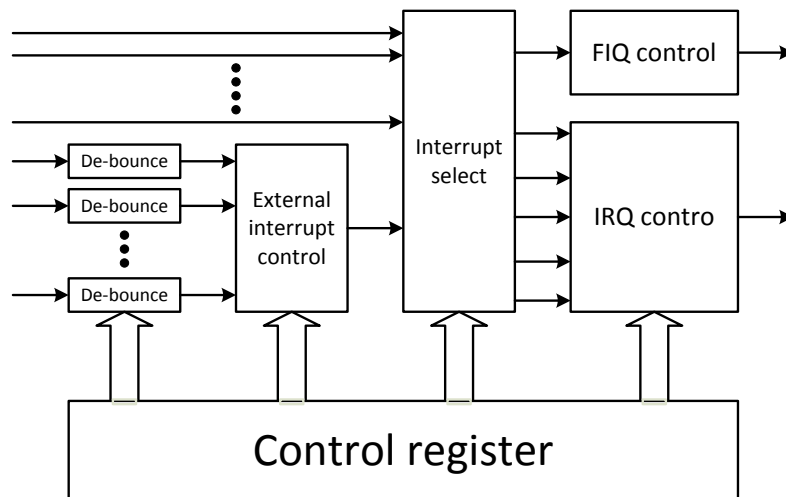 FIQ control
De-bounce
Interrupt
select
De-bounce
External
interrupt
control
IRQ contro
De-bounce
Control register